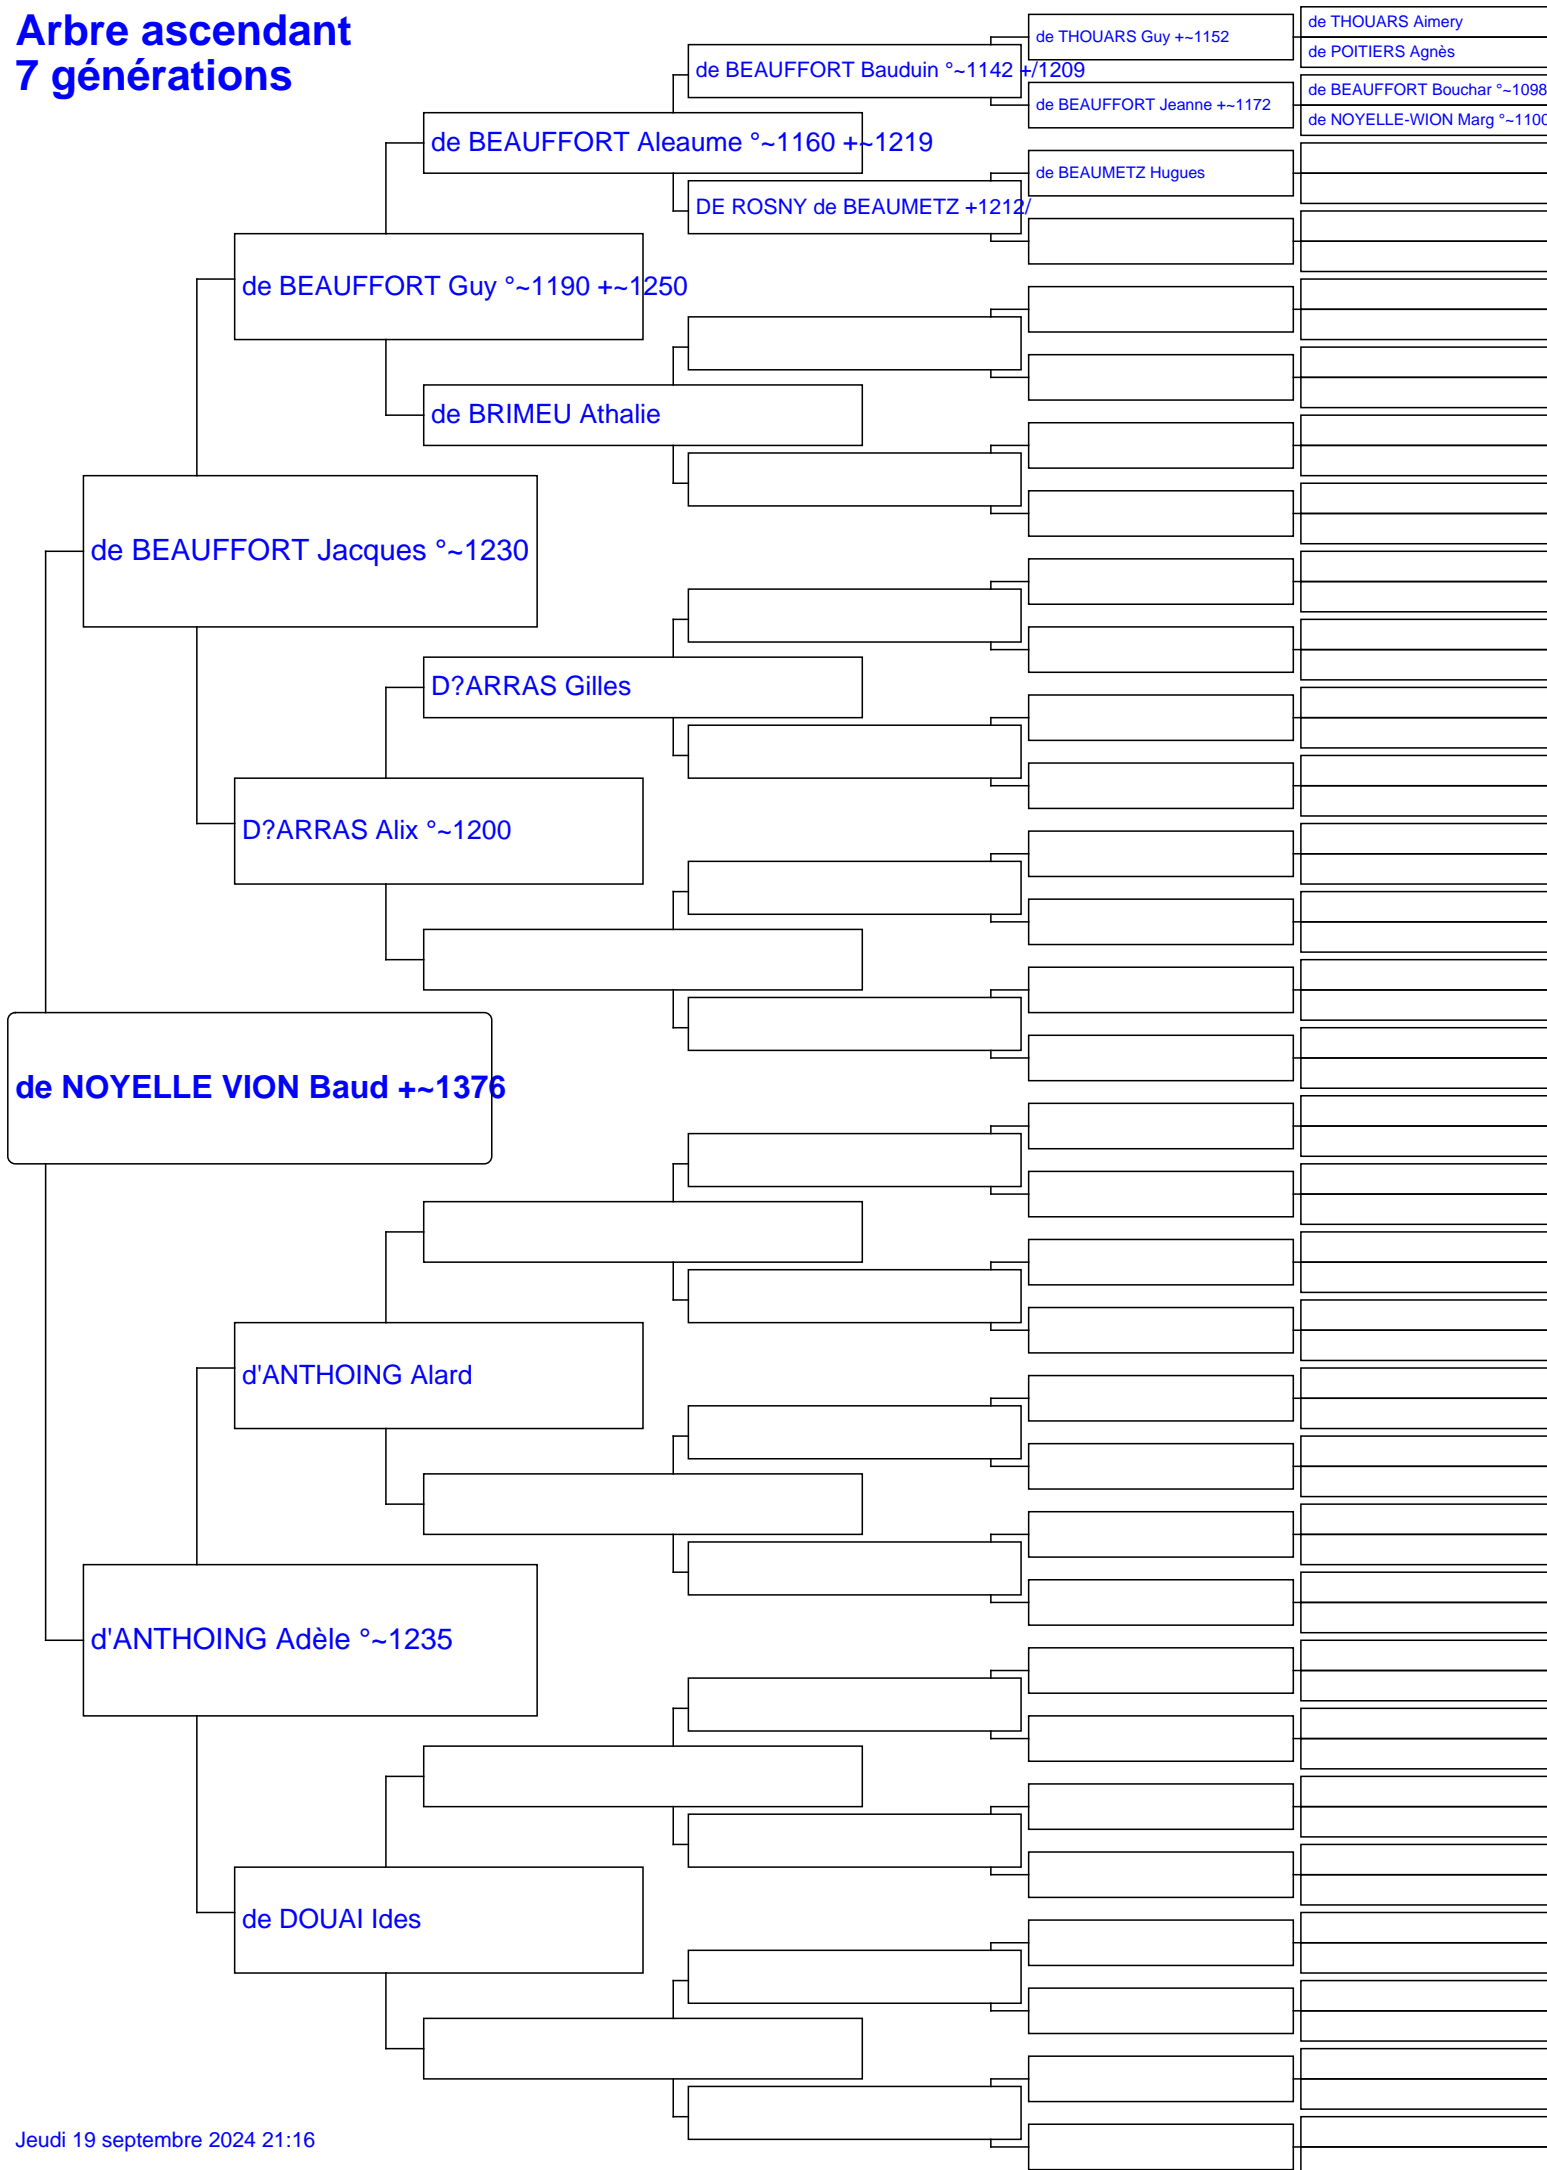 Arbre ascendant
7 générations
de THOUARS Aimery
de THOUARS Guy +~1152
de POITIERS Agnès
de BEAUFFORT Bauduin °~1142 +/1209
de BEAUFFORT Bouchar °~1098
de BEAUFFORT Jeanne +~1172
de NOYELLE-WION Marg °~1100
de BEAUFFORT Aleaume °~1160 +~1219
de BEAUMETZ Hugues
DE ROSNY de BEAUMETZ +1212/
de BEAUFFORT Guy °~1190 +~1250
de BRIMEU Athalie
de BEAUFFORT Jacques °~1230
D?ARRAS Gilles
D?ARRAS Alix °~1200
de NOYELLE VION Baud +~1376
d'ANTHOING Alard
d'ANTHOING Adèle °~1235
de DOUAI Ides
Jeudi 19 septembre 2024 21:16